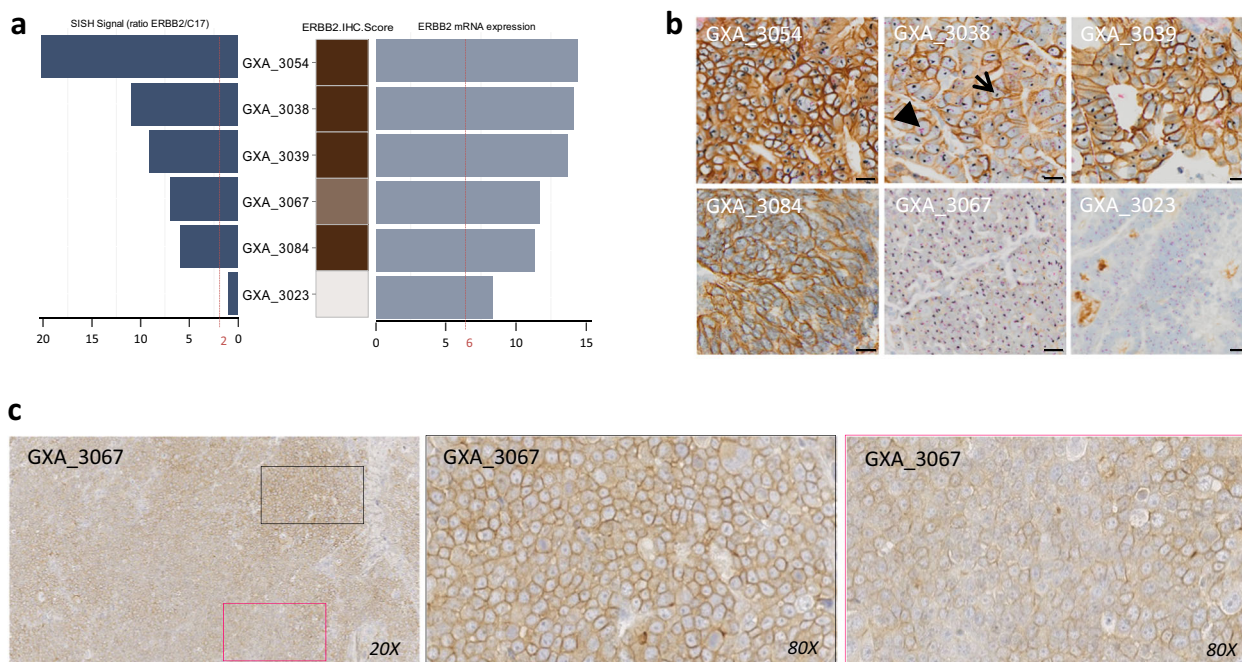 a
SISH Signal (ratio ERBB2/C17)
ERBB2.IHC.Score
ERBB2 mRNA expression
GXA_3054
GXA_3038
GXA_3039
GXA_3067
GXA_3084
GXA_3023
20 15 10 5 2 0
0 5 6 10 15
b
GXA_3054 GXA_3038 GXA_3039
GXA_3084 GXA_3067 GXA_3023
c
GXA_3067 GXA_3067 GXA_3067
20X 80X 80X